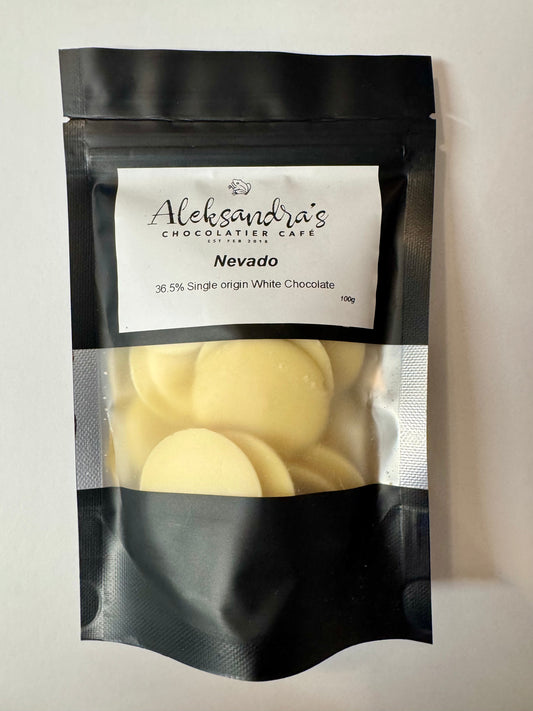 Aleksandra's
CHOCOLATIER CAFÉ
EST FEB 2018
Nevado
36.5% Single origin White Chocolate
100g